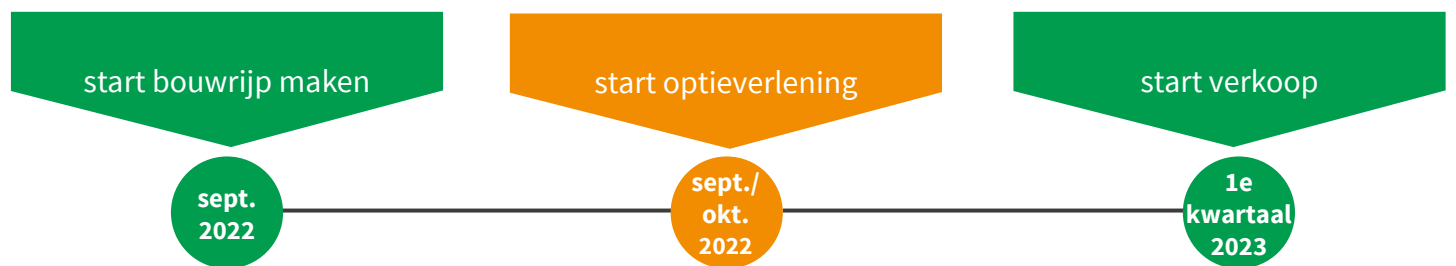 start bouwrijp maken
start optieverlening
start verkoop
sept.
2022
sept./
okt.
2022
1e
kwartaal
2023